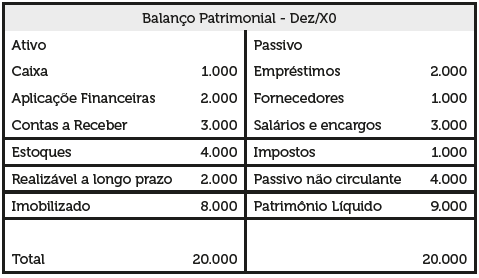 Balanço Patrimonial - Dez/X0
Ativo Passivo
Caixa 1.000 Empréstimos 2.000
Aplicaçõe Financeiras 2.000 Fornecedores 1.000
Contas a Receber 3.000 Salários e encargos 3.000
Estoques 4.000 Impostos 1.000
Realizável a longo prazo 2.000 Passivo não circulante 4.000
Imobilizado 8.000 Patrimônio Líquido 9.000
Total 20.000 20.000